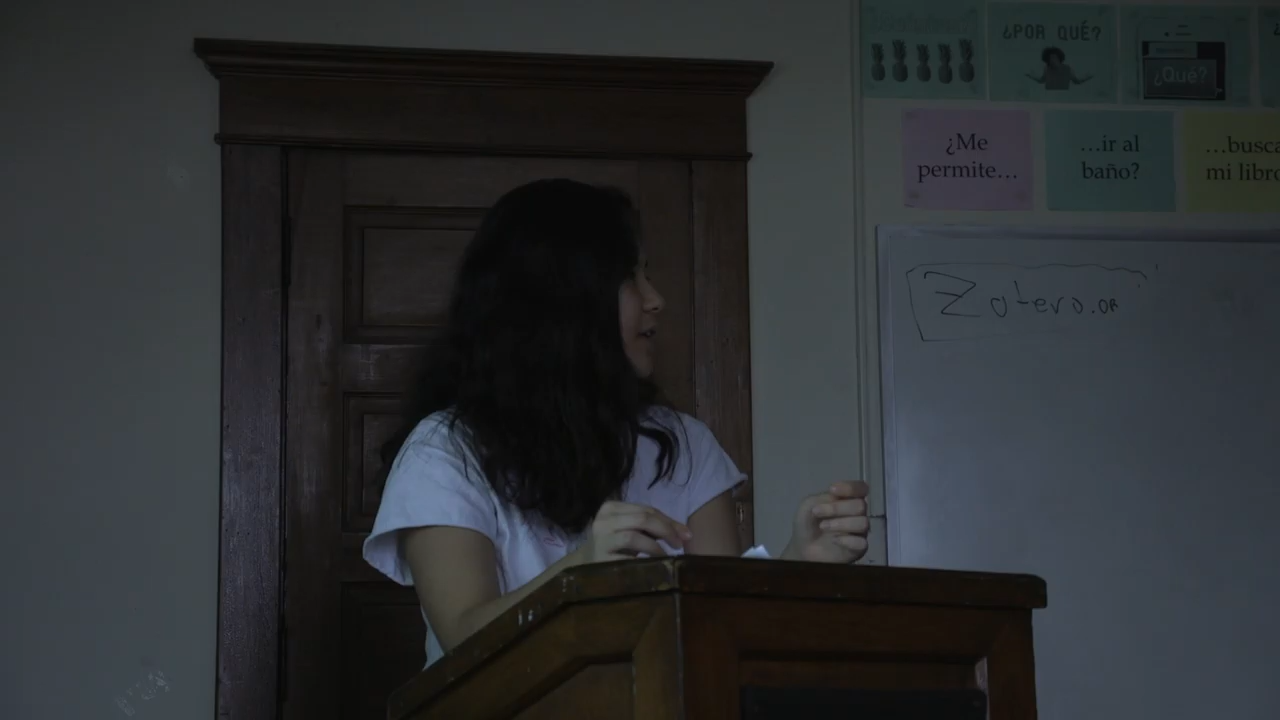 ¿POR QUÉ?
¿Qué?
¿Me
permite...
...ir al
baño?
...busca
mi libro
Zotero.or